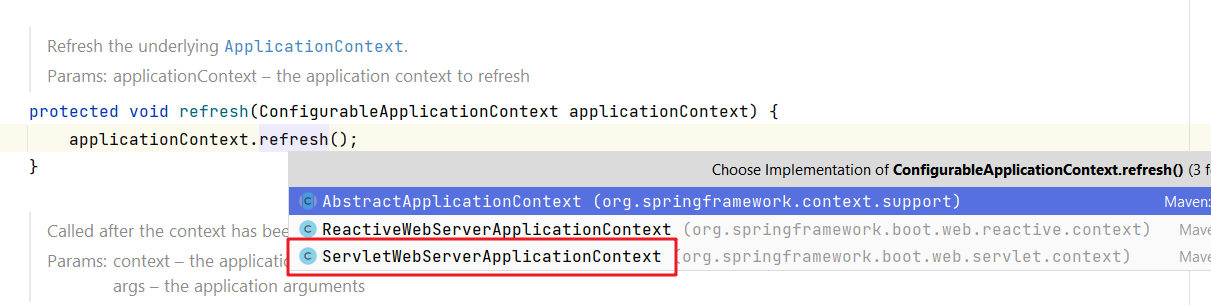 Refresh the underlying ApplicationContext.
Params: applicationContext – the application context to refresh
protected void refresh(ConfigurableApplicationContext applicationContext) {
applicationContext.refresh();
}
Choose Implementation of ConfigurableApplicationContext.refresh() (3 f
AbstractApplicationContext (org.springframework.context.support) Maven:
Called after the context has bee
ReactiveWebServerApplicationContext (org.springframework.boot.web.reactive.context) Mave
Params: context – the applicatio
ServletWebServerApplicationContext (org.springframework.boot.web.servlet.context) Mave
args – the application arguments